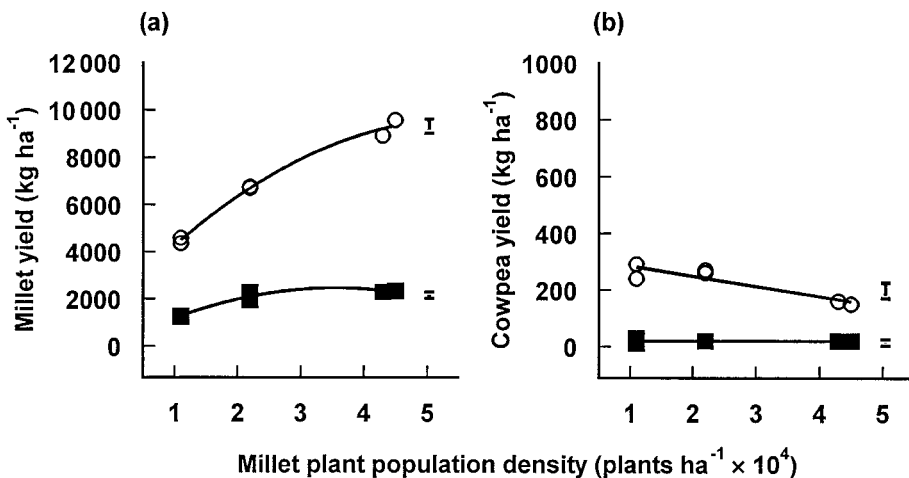 (a)
Millet yield (kg ha⁻¹)
12 000
10 000
8000
6000
4000
2000
0
1 2 3 4 5
(b)
Cowpea yield (kg ha⁻¹)
1000
800
600
400
200
0
1 2 3 4 5
Millet plant population density (plants ha⁻¹ × 10⁴)